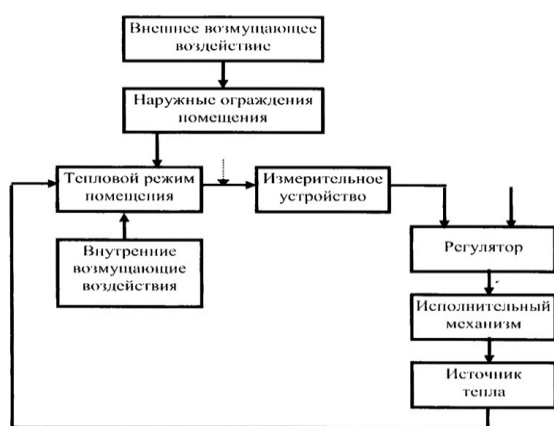 Внешнее возмущающее
воздействие
Наружные ограждения
помещения
Тепловой режим
помещения
Измерительное
устройство
Внутренние
возмущающие
воздействия
Регулятор
Исполнительный
механизм
Источник
тепла